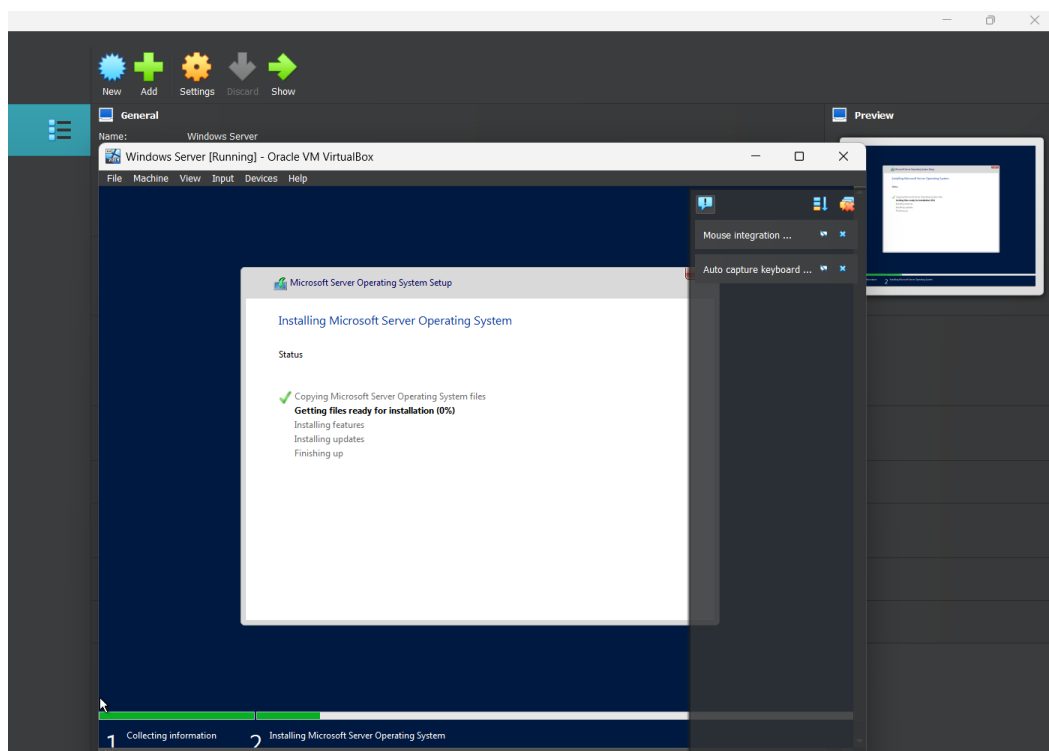 New Add Settings Discard Show
General
Preview
Name: Windows Server
Windows Server [Running] - Oracle VM VirtualBox
File Machine View Input Devices Help
Mouse integration ...
Auto capture keyboard ...
Microsoft Server Operating System Setup
Installing Microsoft Server Operating System
Status
Copying Microsoft Server Operating System files
Getting files ready for installation (0%)
Installing features
Installing updates
Finishing up
1 Collecting information
2 Installing Microsoft Server Operating System